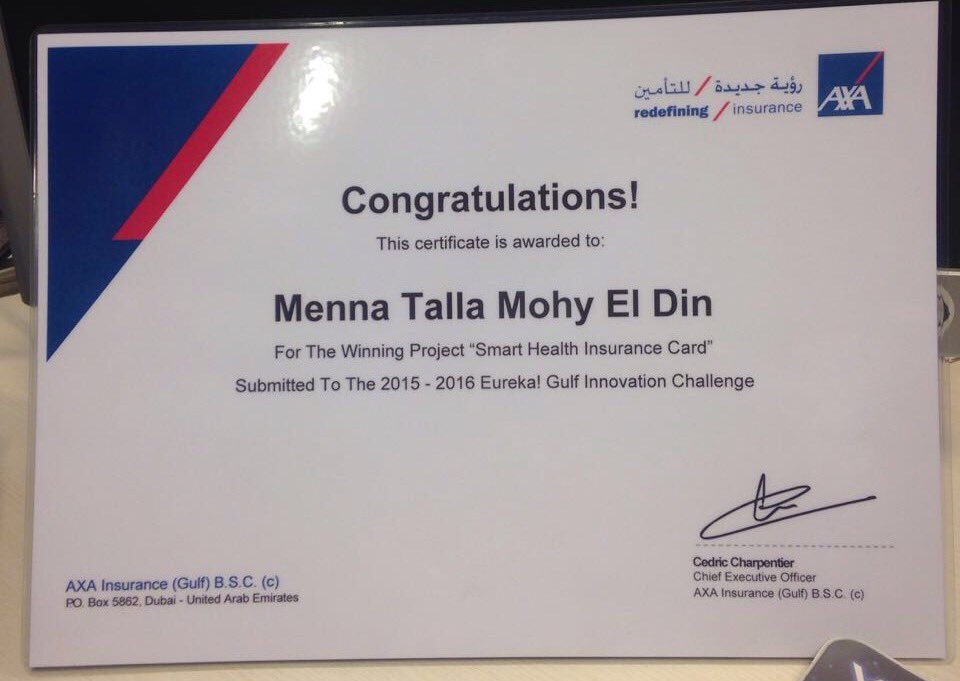 رؤية جديدة / للتأمين
redefining / insurance
AXA
Congratulations!
This certificate is awarded to:
Menna Talla Mohy El Din
For The Winning Project “Smart Health Insurance Card”
Submitted To The 2015 - 2016 Eureka! Gulf Innovation Challenge
Cedric Charpentier
Chief Executive Officer
AXA Insurance (Gulf) B.S.C. (c)
AXA Insurance (Gulf) B.S.C. (c)
PO. Box 5862, Dubai - United Arab Emirates